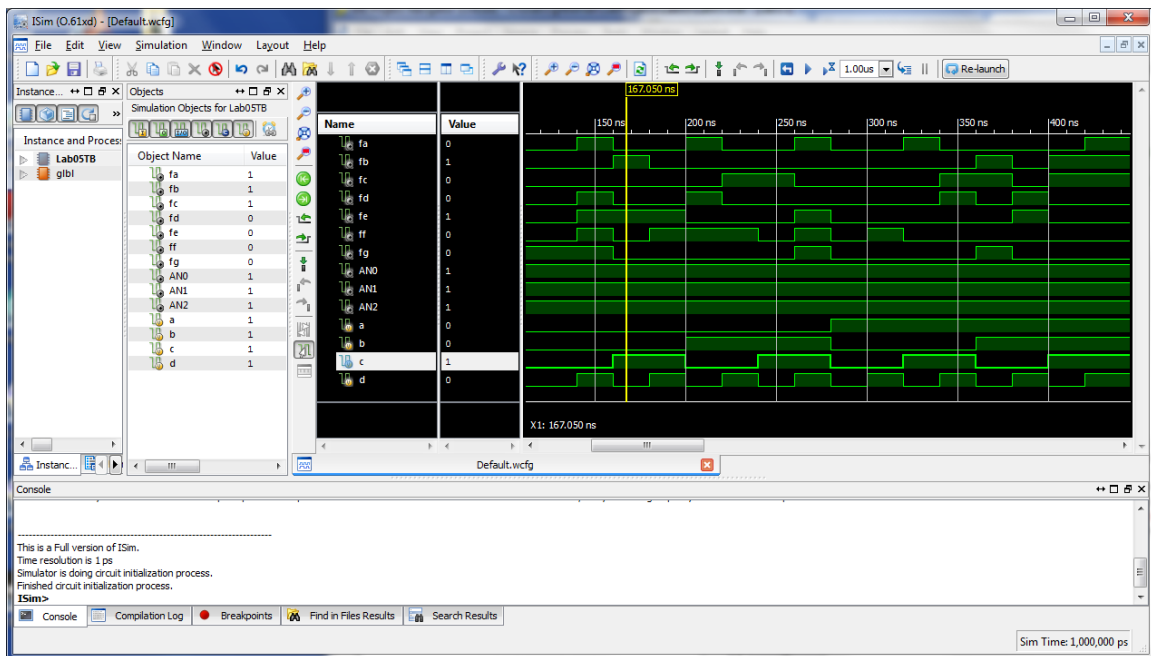 ISim (O.61xd) - [Default.wcfg]
File Edit View Simulation Window Layout Help
1.00us Re-launch
Instance...
Instance and Process
Lab05TB
glbl
Instanc...
Objects
Simulation Objects for Lab05TB
Object Name Value
fa 1
fb 1
fc 1
fd 0
fe 0
ff 0
fg 0
AN0 1
AN1 1
AN2 1
a 1
b 1
c 1
d 1
Name Value
fa 0
fb 1
fc 0
fd 0
fe 1
ff 0
fg 0
AN0 1
AN1 1
AN2 1
a 0
b 0
c 1
d 0
167.050 ns
150 ns 200 ns 250 ns 300 ns 350 ns 400 ns
X1: 167.050 ns
Default.wcfg
Console
This is a Full version of ISim.
Time resolution is 1 ps
Simulator is doing circuit initialization process.
Finished circuit initialization process.
ISim>
Console Compilation Log Breakpoints Find in Files Results Search Results
Sim Time: 1,000,000 ps